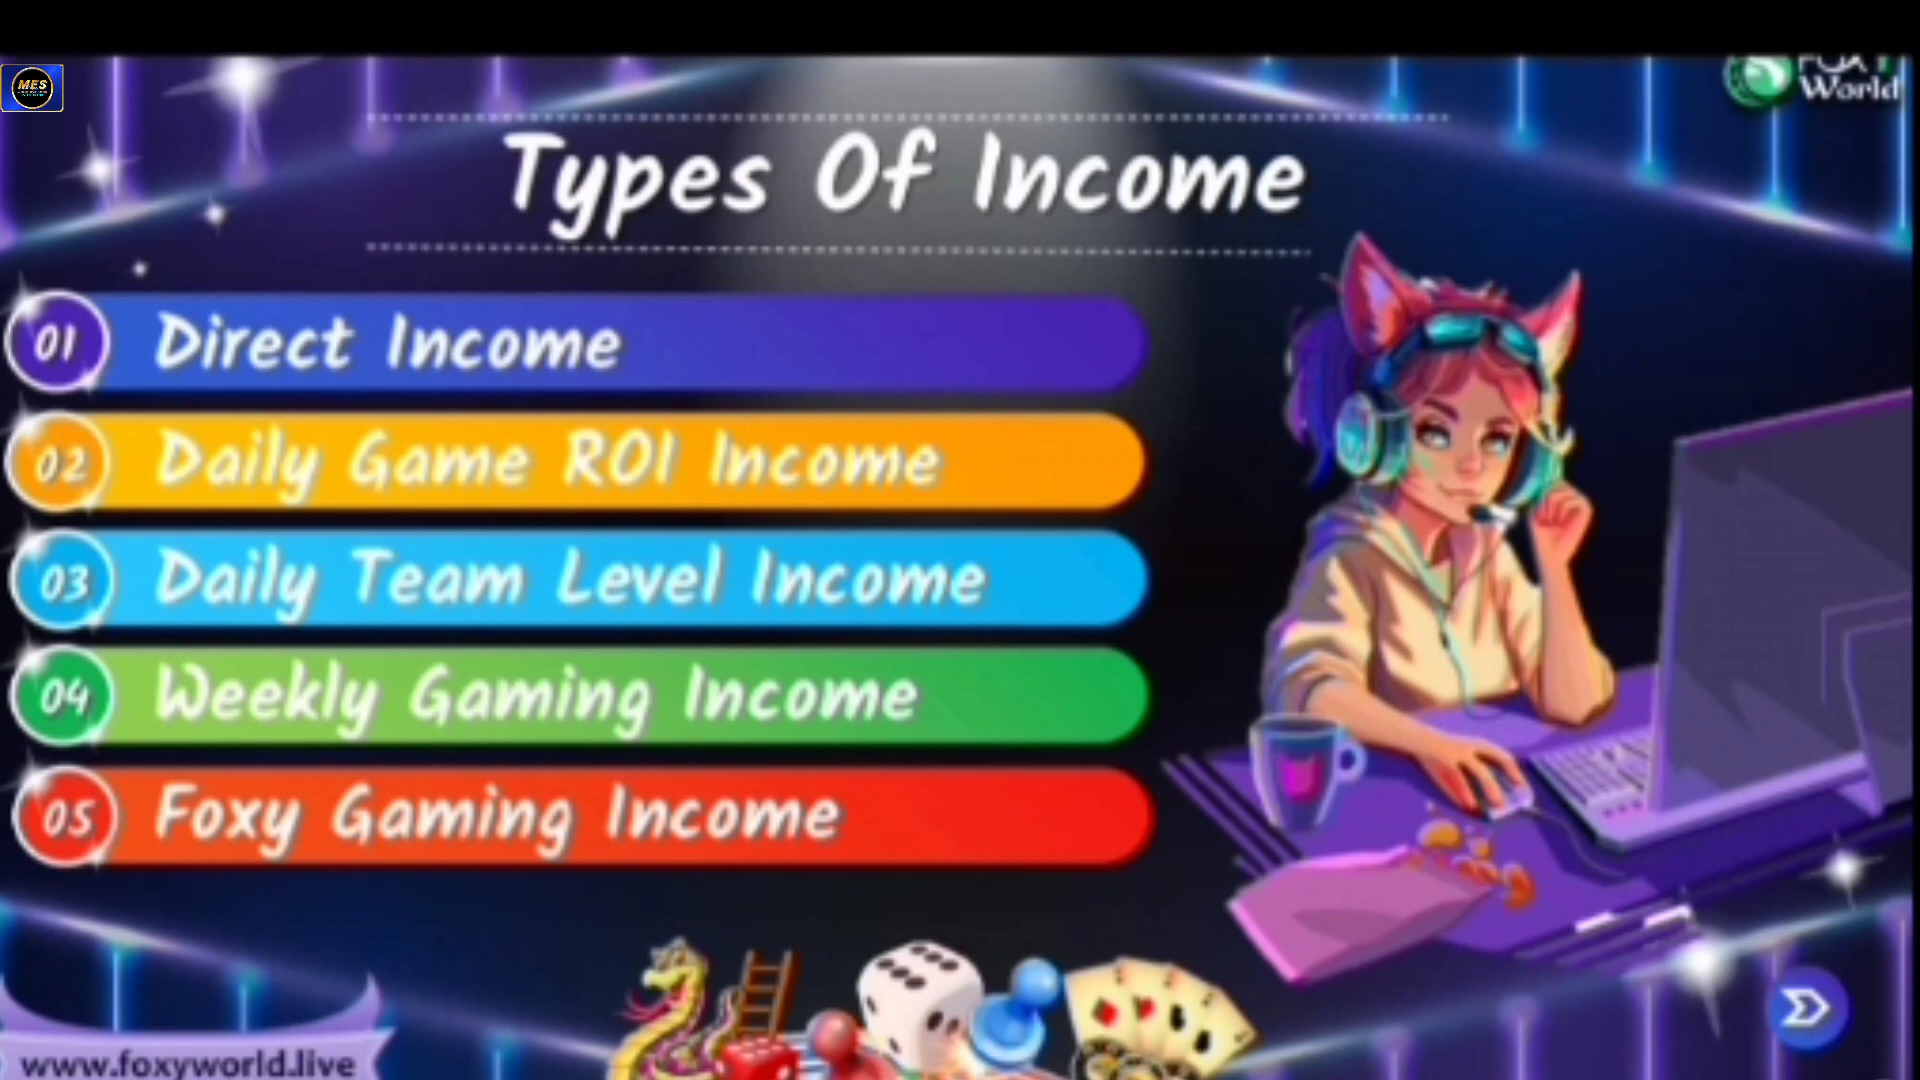 MES
FOXY
World
Types Of Income
01 Direct Income
02 Daily Game ROI Income
03 Daily Team Level Income
04 Weekly Gaming Income
05 Foxy Gaming Income
www.foxyworld.live